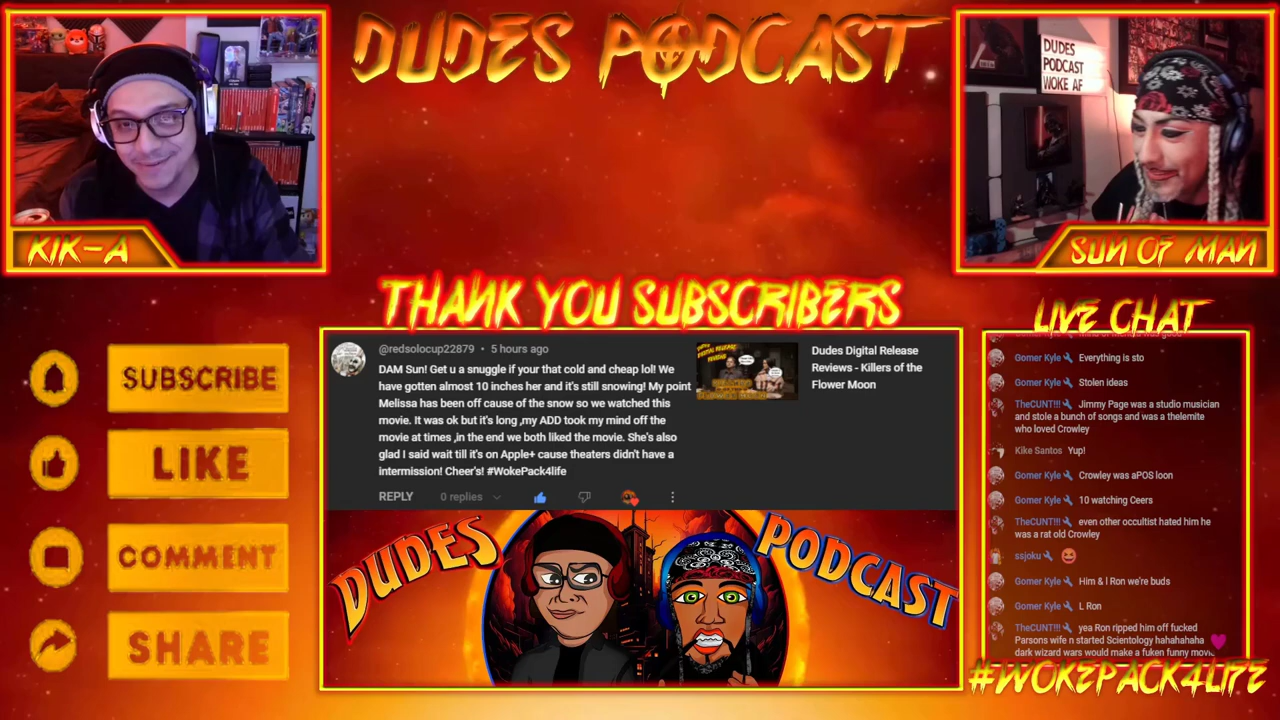 DUDES PODCAST
DUDES
PODCAST
WOKE AF
KIK-A
SUN OF MAN
THANK YOU SUBSCRIBERS
@redsolocup22879 • 5 hours ago
DAM Sun! Get u a snuggle if your that cold and cheap lol! We
have gotten almost 10 inches her and it's still snowing! My point
Melissa has been off cause of the snow so we watched this
movie. It was ok but it's long ,my ADD took my mind off the
movie at times ,in the end we both liked the movie. She's also
glad I said wait till it's on Apple+ cause theaters didn't have a
intermission! Cheer's! #WokePack4life
REPLY 0 replies
Dudes Digital Release
Reviews - Killers of the
Flower Moon
SUBSCRIBE
LIKE
COMMENT
SHARE
DUDES PODCAST
LIVE CHAT
Gomer Kyle Everything is sto
Gomer Kyle Stolen ideas
TheCUNT!!! Jimmy Page was a studio musician
and stole a bunch of songs and was a thelemite
who loved Crowley
Kike Santos Yup!
Gomer Kyle Crowley was aPOS loon
Gomer Kyle 10 watching Ceers
TheCUNT!!! even other occultist hated him he
was a rat old Crowley
ssjoku
Gomer Kyle Him & l Ron we're buds
Gomer Kyle L Ron
TheCUNT!!! yea Ron ripped him off fucked
Parsons wife n started Scientology hahahahaha
dark wizard wars would make a fuken funny movie
#WOKEPACK4LIFE